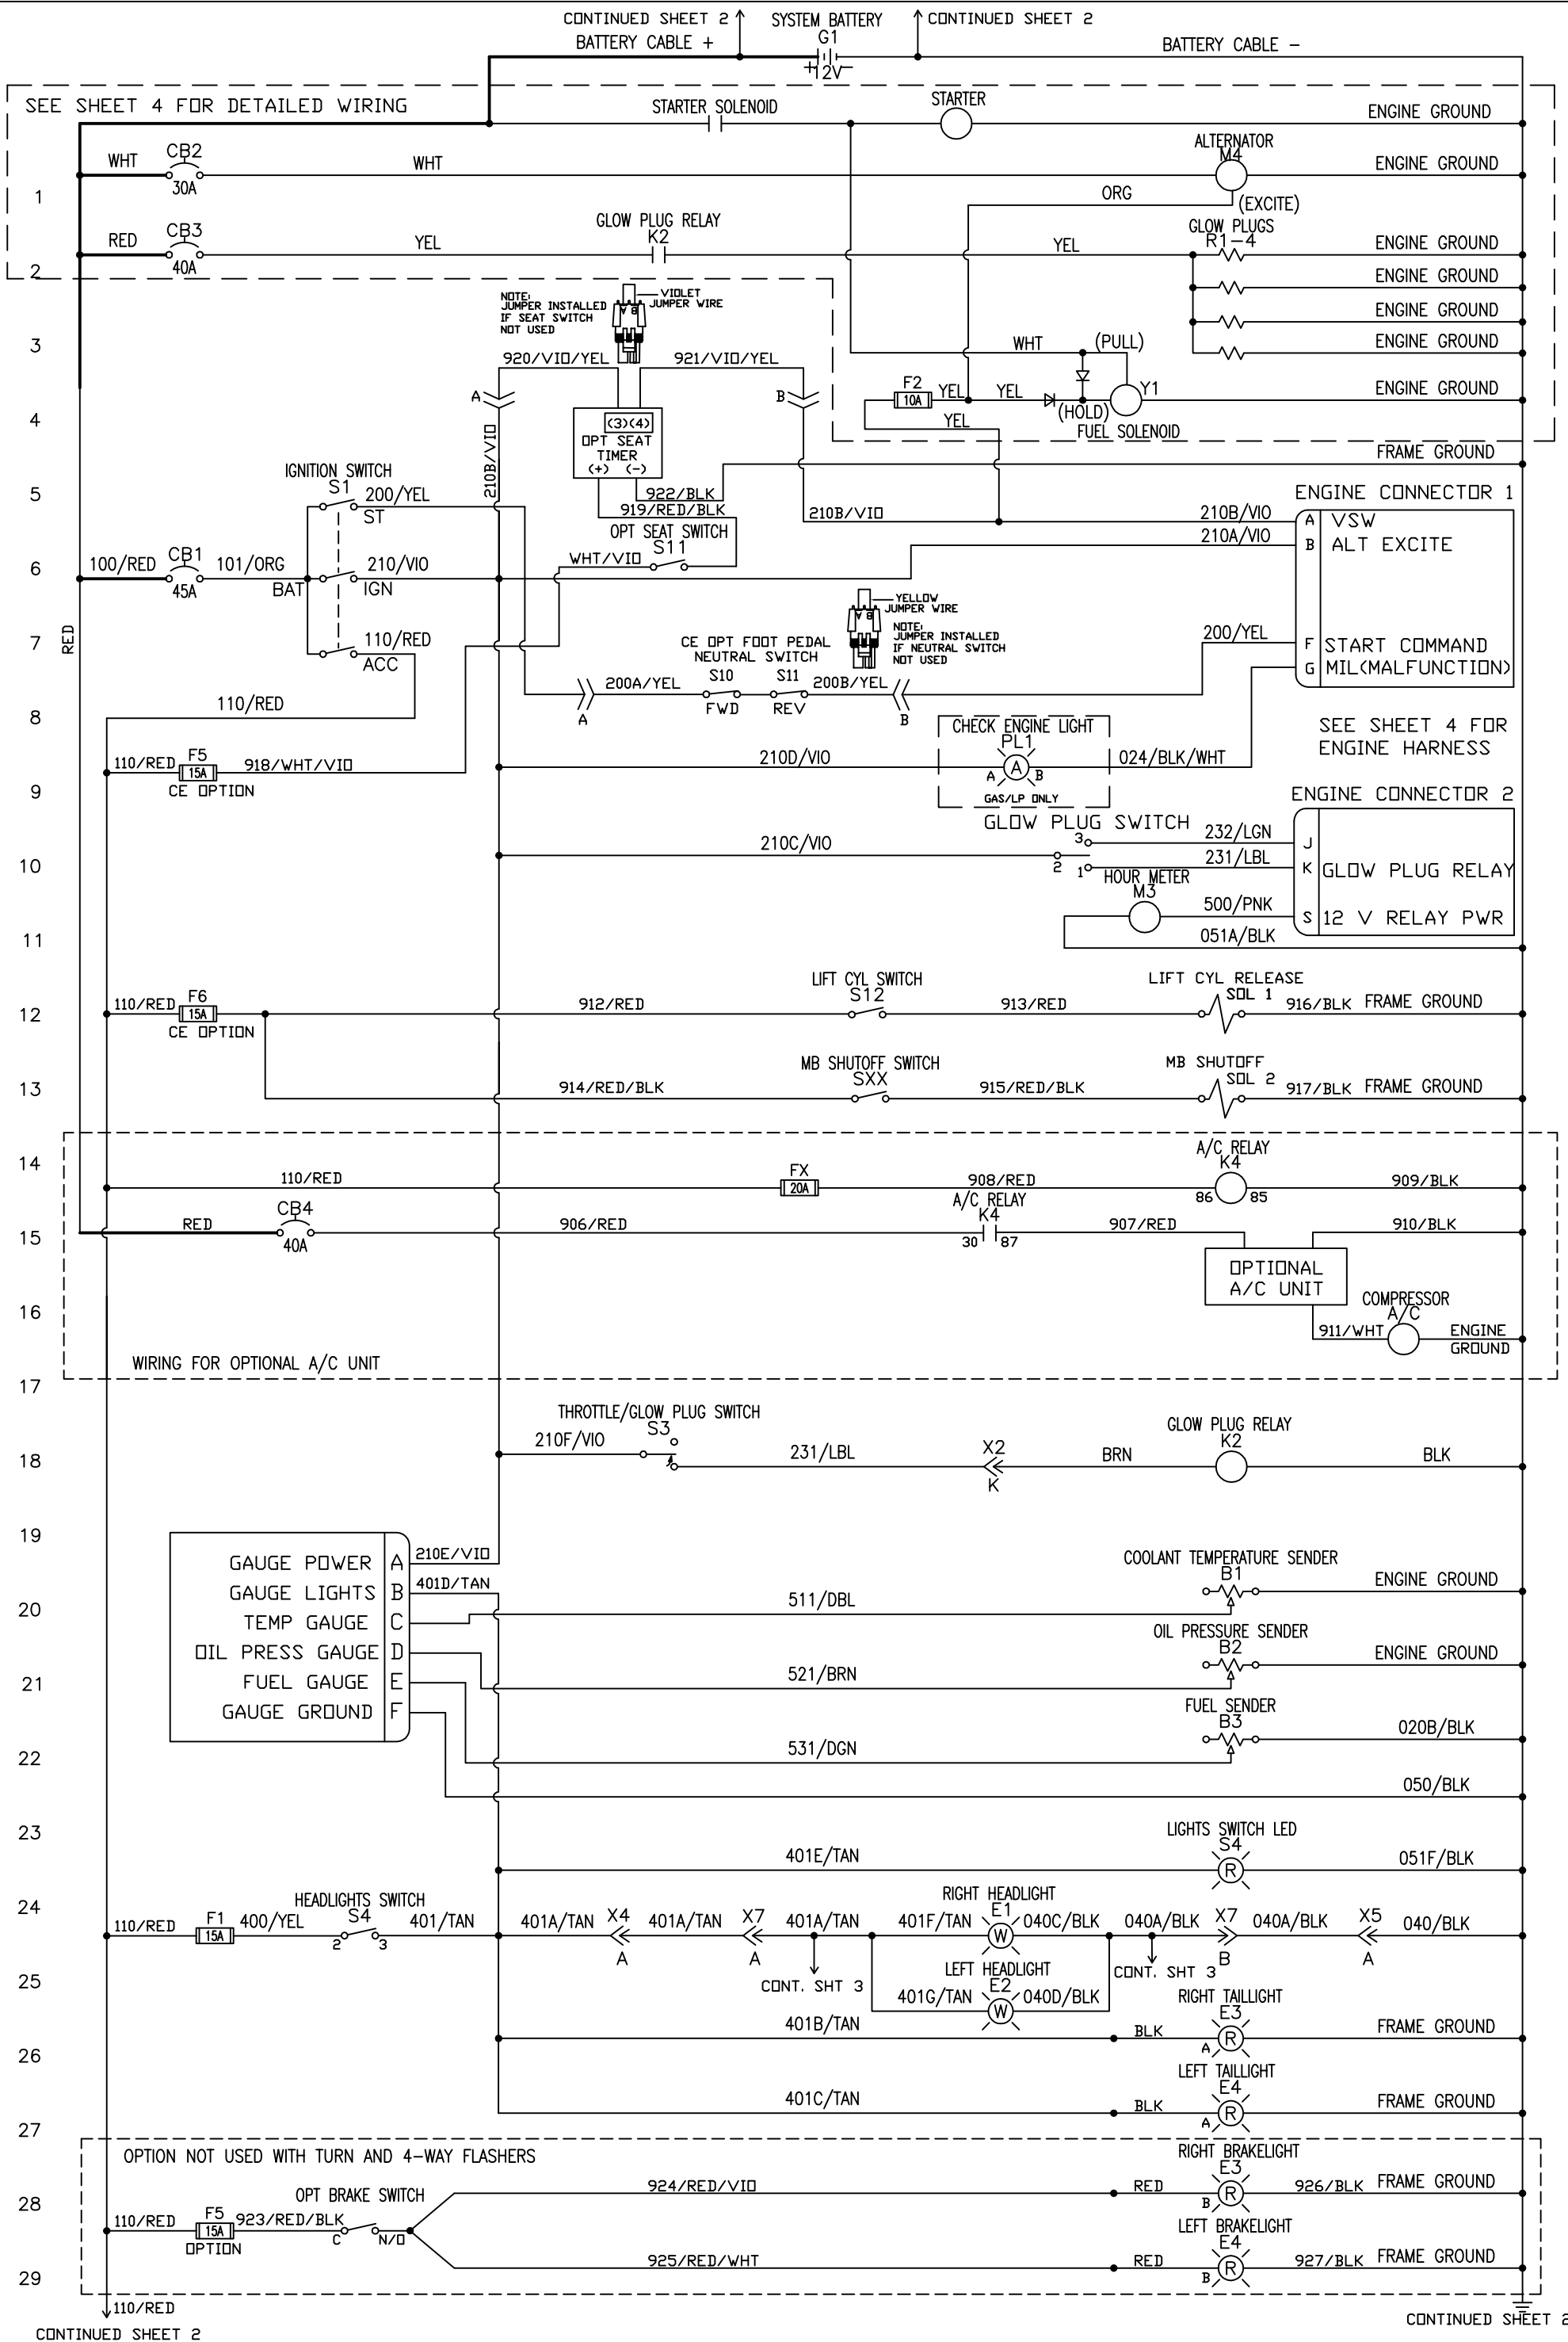 CONTINUED SHEET 2
SYSTEM BATTERY
CONTINUED SHEET 2
G1
BATTERY CABLE +
BATTERY CABLE -
+12V-
SEE SHEET 4 FOR DETAILED WIRING
STARTER SOLENOID
STARTER
ENGINE GROUND
WHT
CB2
30A
WHT
ALTERNATOR
M4
ENGINE GROUND
1
ORG
(EXCITE)
RED
CB3
40A
YEL
GLOW PLUG RELAY
K2
YEL
GLOW PLUGS
R1-4
ENGINE GROUND
2
ENGINE GROUND
ENGINE GROUND
ENGINE GROUND
NOTE:
JUMPER INSTALLED
IF SEAT SWITCH
NOT USED
VIOLET
JUMPER WIRE
A B
3
920/VIO/YEL
921/VIO/YEL
WHT
(PULL)
A
B
F2
10A
YEL
YEL
(HOLD)
Y1
ENGINE GROUND
4
(3)(4)
OPT SEAT
TIMER
(+) (-)
YEL
FUEL SOLENOID
210B/VIO
FRAME GROUND
IGNITION SWITCH
S1
200/YEL
ST
5
922/BLK
919/RED/BLK
210B/VIO
ENGINE CONNECTOR 1
210B/VIO
A VSW
210A/VIO
B ALT EXCITE
OPT SEAT SWITCH
S11
WHT/VIO
6
100/RED
CB1
45A
101/ORG
BAT
210/VIO
IGN
YELLOW
JUMPER WIRE
A B
NOTE:
JUMPER INSTALLED
IF NEUTRAL SWITCH
NOT USED
7
RED
110/RED
ACC
CE OPT FOOT PEDAL
NEUTRAL SWITCH
200/YEL
F START COMMAND
G MIL(MALFUNCTION)
200A/YEL
S10
FWD
S11
REV
200B/YEL
A
B
8
110/RED
CHECK ENGINE LIGHT
PL1
SEE SHEET 4 FOR
ENGINE HARNESS
110/RED
F5
15A
918/WHT/VIO
CE OPTION
210D/VIO
A
A
B
024/BLK/WHT
GAS/LP ONLY
9
ENGINE CONNECTOR 2
GLOW PLUG SWITCH
210C/VIO
3
2
1
232/LGN
J
231/LBL
K GLOW PLUG RELAY
10
HOUR METER
M3
500/PNK
S 12 V RELAY PWR
051A/BLK
11
110/RED
F6
15A
CE OPTION
912/RED
LIFT CYL SWITCH
S12
913/RED
LIFT CYL RELEASE
SOL 1
916/BLK
FRAME GROUND
12
914/RED/BLK
MB SHUTOFF SWITCH
SXX
915/RED/BLK
MB SHUTOFF
SOL 2
917/BLK
FRAME GROUND
13
14
110/RED
FX
20A
908/RED
A/C RELAY
K4
86
85
909/BLK
RED
CB4
40A
906/RED
A/C RELAY
K4
30
87
907/RED
910/BLK
15
OPTIONAL
A/C UNIT
16
COMPRESSOR
A/C
911/WHT
ENGINE
GROUND
WIRING FOR OPTIONAL A/C UNIT
17
THROTTLE/GLOW PLUG SWITCH
S3
210F/VIO
231/LBL
X2
K
BRN
GLOW PLUG RELAY
K2
BLK
18
19
GAUGE POWER A
210E/VIO
GAUGE LIGHTS B
401D/TAN
TEMP GAUGE C
OIL PRESS GAUGE D
FUEL GAUGE E
GAUGE GROUND F
COOLANT TEMPERATURE SENDER
B1
ENGINE GROUND
20
511/DBL
OIL PRESSURE SENDER
B2
ENGINE GROUND
21
521/BRN
FUEL SENDER
B3
020B/BLK
22
531/DGN
050/BLK
23
401E/TAN
LIGHTS SWITCH LED
S4
R
051F/BLK
24
110/RED
F1
15A
400/YEL
HEADLIGHTS SWITCH
S4
2
3
401/TAN
401A/TAN
X4
A
401A/TAN
X7
A
401A/TAN
401F/TAN
RIGHT HEADLIGHT
E1
W
040C/BLK
040A/BLK
X7
B
040A/BLK
X5
A
040/BLK
CONT. SHT 3
CONT. SHT 3
25
401G/TAN
LEFT HEADLIGHT
E2
W
040D/BLK
401B/TAN
BLK
RIGHT TAILLIGHT
E3
R
A
FRAME GROUND
26
401C/TAN
BLK
LEFT TAILLIGHT
E4
R
A
FRAME GROUND
27
OPTION NOT USED WITH TURN AND 4-WAY FLASHERS
924/RED/VIO
RED
RIGHT BRAKELIGHT
E3
R
B
926/BLK
FRAME GROUND
28
110/RED
F5
15A
OPTION
923/RED/BLK
OPT BRAKE SWITCH
C
N/O
925/RED/WHT
RED
LEFT BRAKELIGHT
E4
R
B
927/BLK
FRAME GROUND
29
110/RED
CONTINUED SHEET 2
CONTINUED SHEET 2